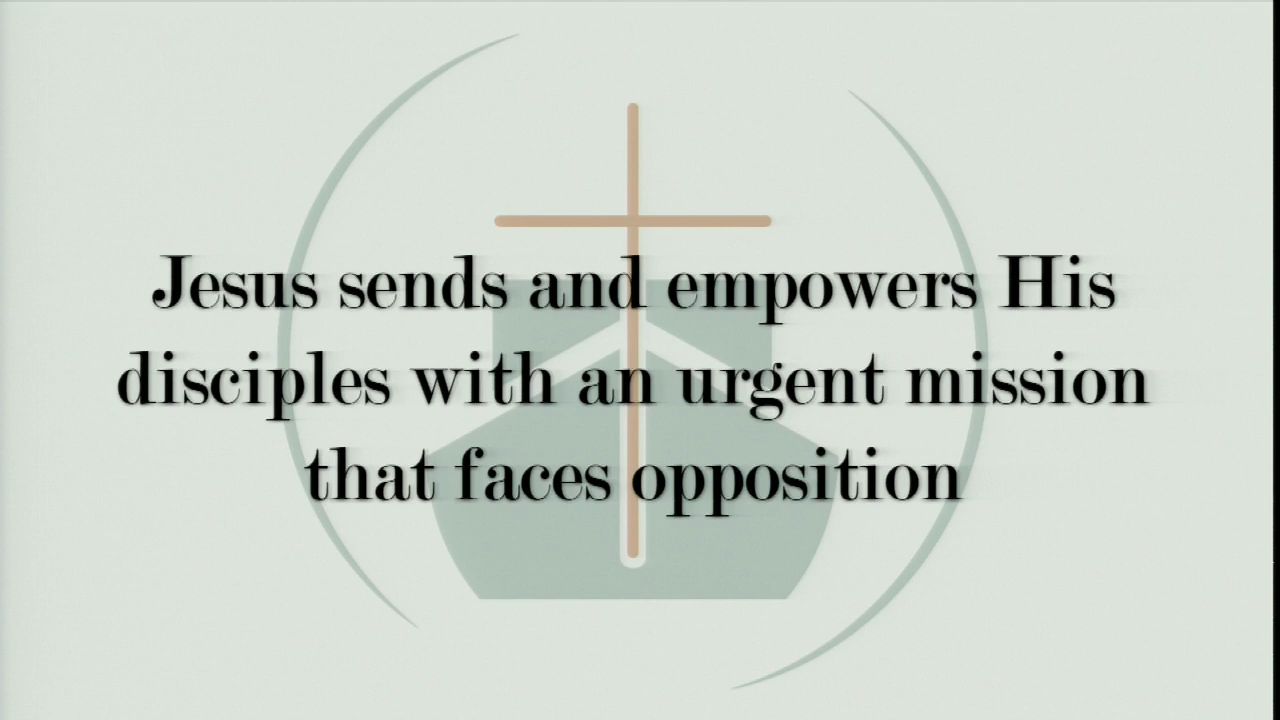 Jesus sends and empowers His
disciples with an urgent mission
that faces opposition